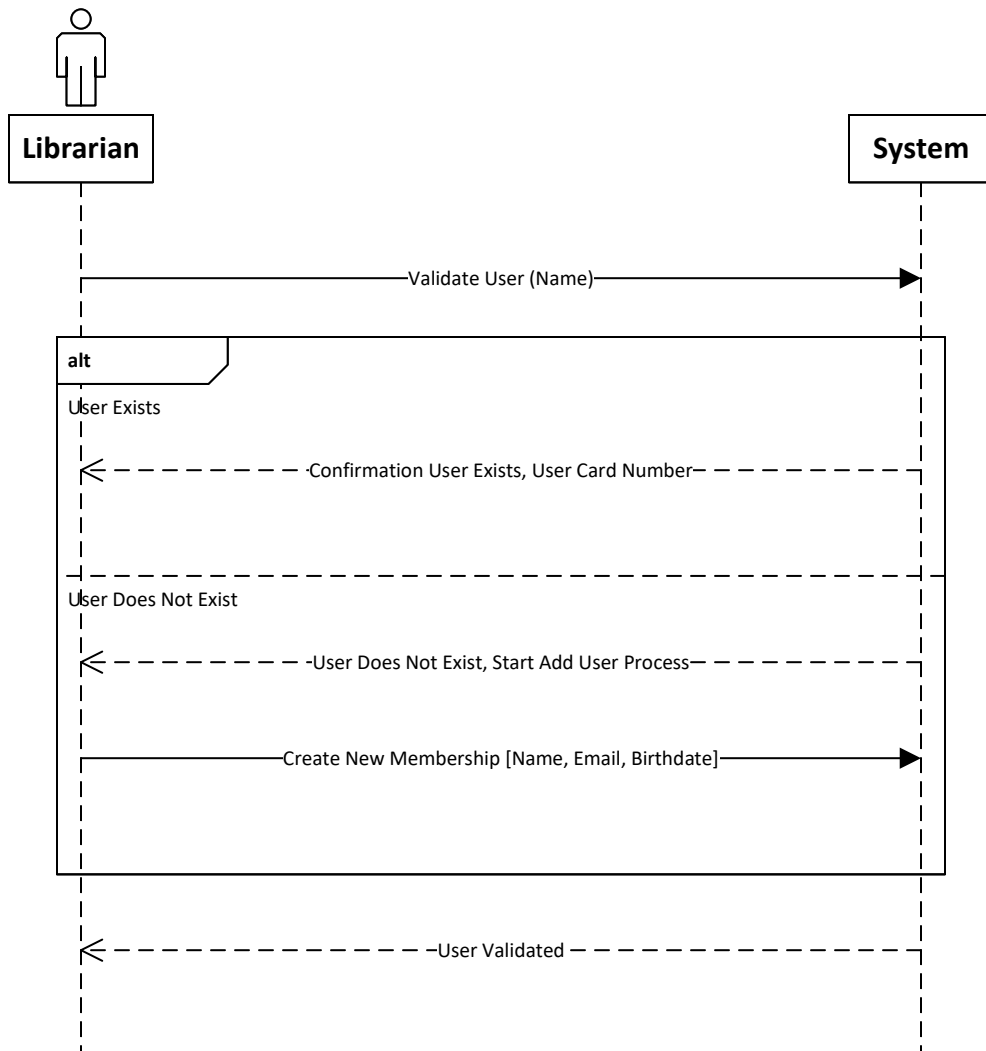 Librarian
System
Validate User (Name)
alt
User Exists
Confirmation User Exists, User Card Number
User Does Not Exist
User Does Not Exist, Start Add User Process
Create New Membership [Name, Email, Birthdate]
User Validated